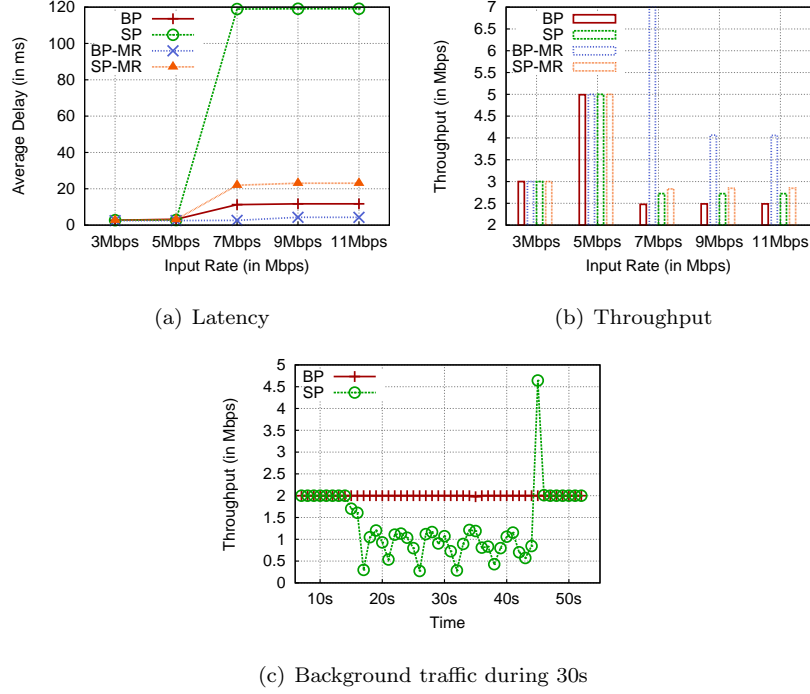 120
100
80
60
40
20
0
3Mbps 5Mbps 7Mbps 9Mbps 11Mbps
Average Delay (in ms)
Input Rate (in Mbps)
BP
SP
BP-MR
SP-MR
(a) Latency
7
6.5
6
5.5
5
4.5
4
3.5
3
2.5
2
3Mbps 5Mbps 7Mbps 9Mbps 11Mbps
Throughput (in Mbps)
Input Rate (in Mbps)
BP
SP
BP-MR
SP-MR
(b) Throughput
5
4.5
4
3.5
3
2.5
2
1.5
1
0.5
0
10s 20s 30s 40s 50s
Throughput (in Mbps)
Time
BP
SP
(c) Background traffic during 30s